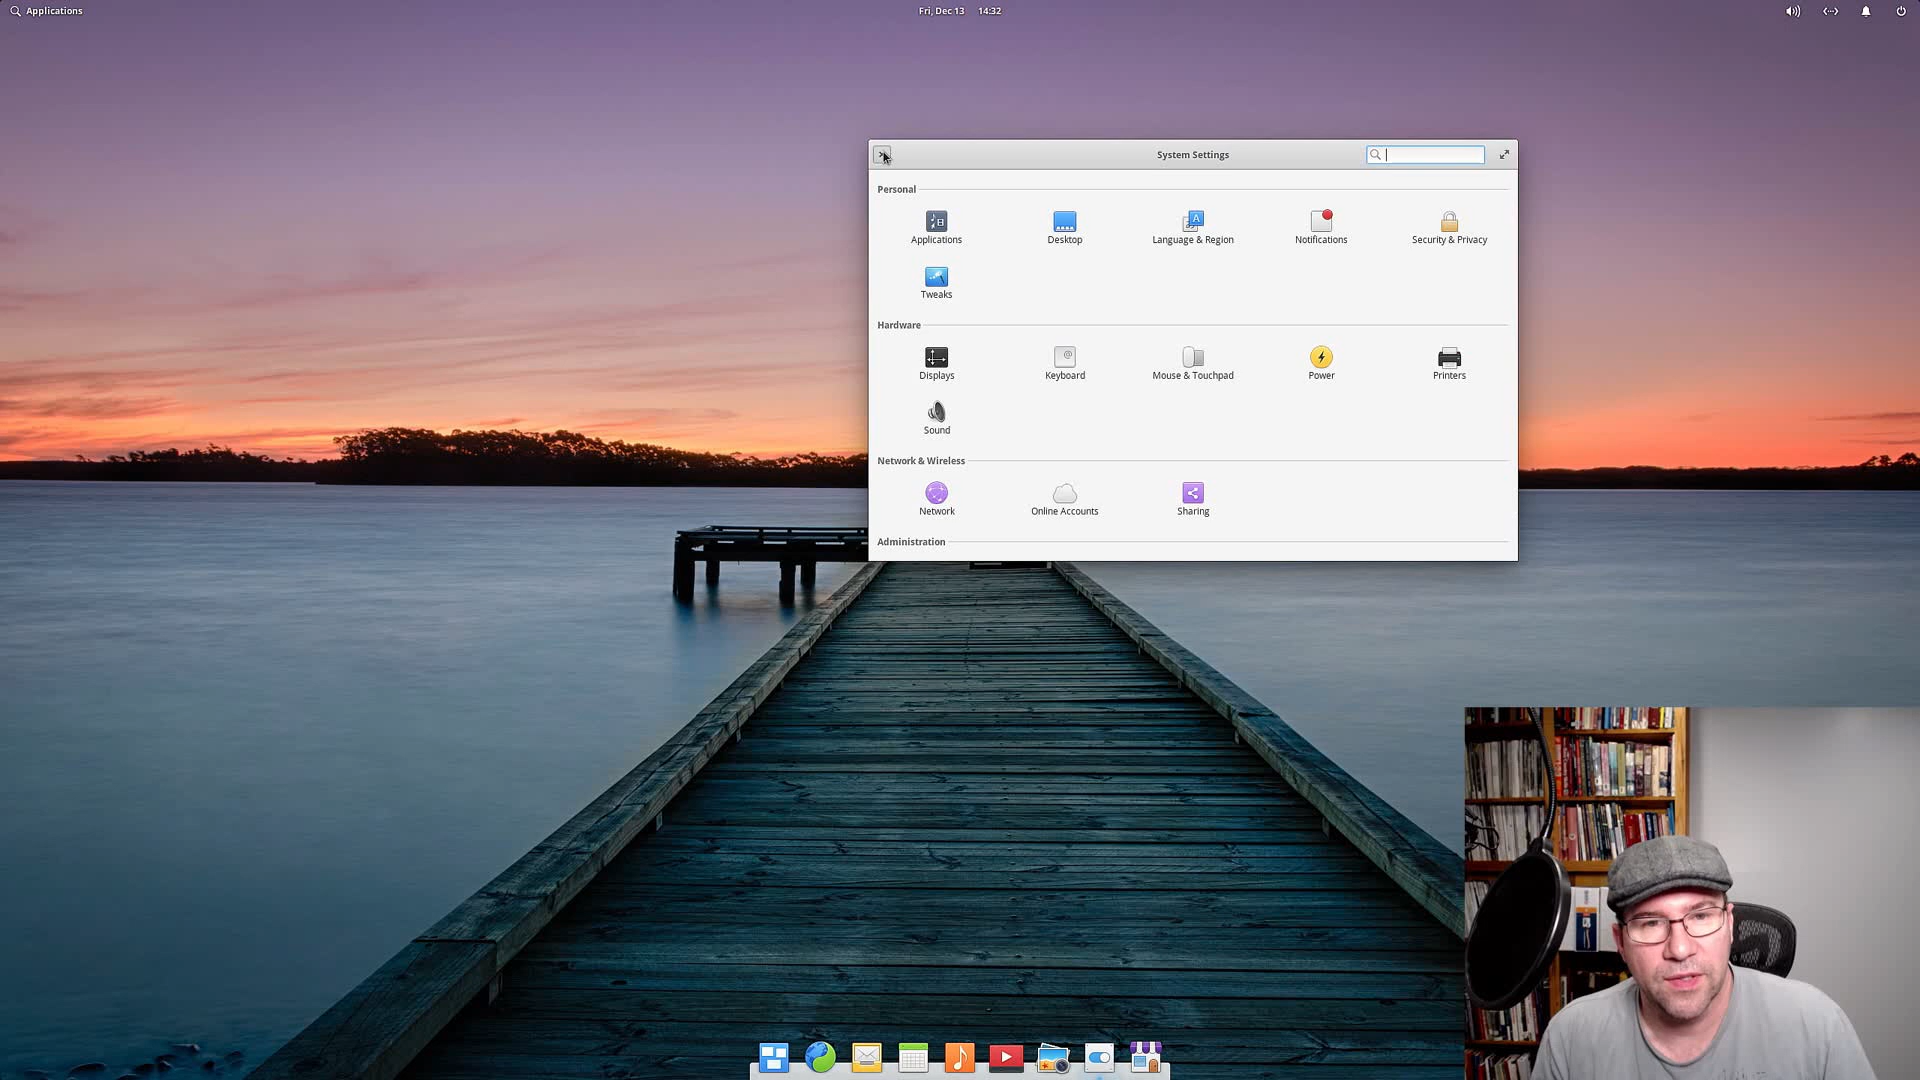 Applications
Fri, Dec 13 14:32
System Settings
Personal
Applications
Desktop
Language & Region
Notifications
Security & Privacy
Tweaks
Hardware
Displays
Keyboard
Mouse & Touchpad
Power
Printers
Sound
Network & Wireless
Network
Online Accounts
Sharing
Administration